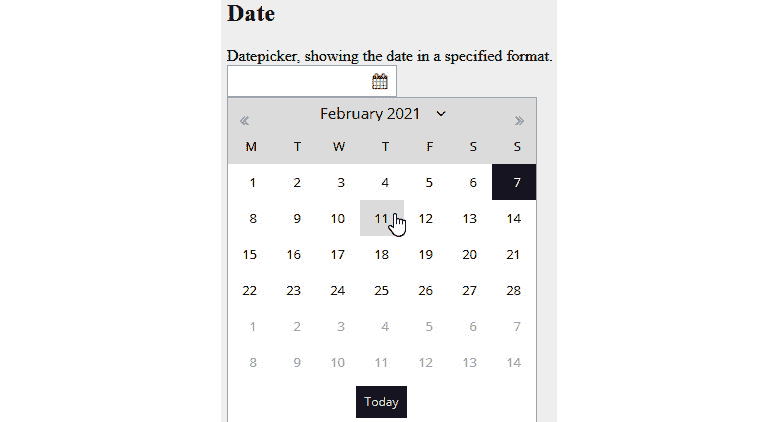 Date
Datepicker, showing the date in a specified format.
February 2021
M T W T F S S
1 2 3 4 5 6 7
8 9 10 11 12 13 14
15 16 17 18 19 20 21
22 23 24 25 26 27 28
1 2 3 4 5 6 7
8 9 10 11 12 13 14
Today